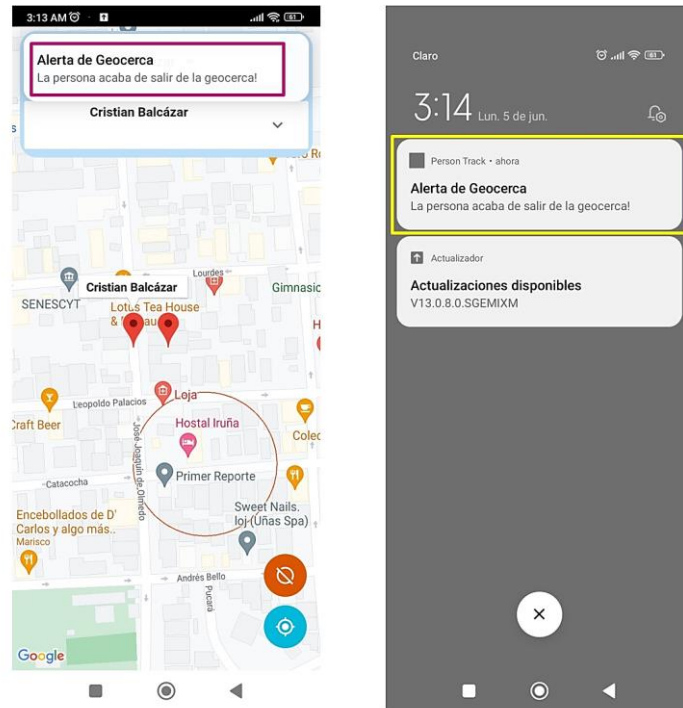 3:13 AM
61
Alerta de Geocerca
La persona acaba de salir de la geocerca!
Cristian Balcázar
Lourdes
Cristian Balcázar
Gimnasio
SENESCYT
Lotus Tea House
&
Leopoldo Palacios
Loja
Craft Beer
Hostal Iruña
Colec
José Joaquín de Olmedo
Primer Reporte
Catacocha
Encebollados de D'
Carlos y algo más..
Marisco
Sweet Nails.
loj (Uñas Spa)
Andrés Bello
Pucará
Google
Claro
61
3:14 Lun. 5 de jun.
Person Track • ahora
Alerta de Geocerca
La persona acaba de salir de la geocerca!
Actualizador
Actualizaciones disponibles
V13.0.8.0.SGEMIXM